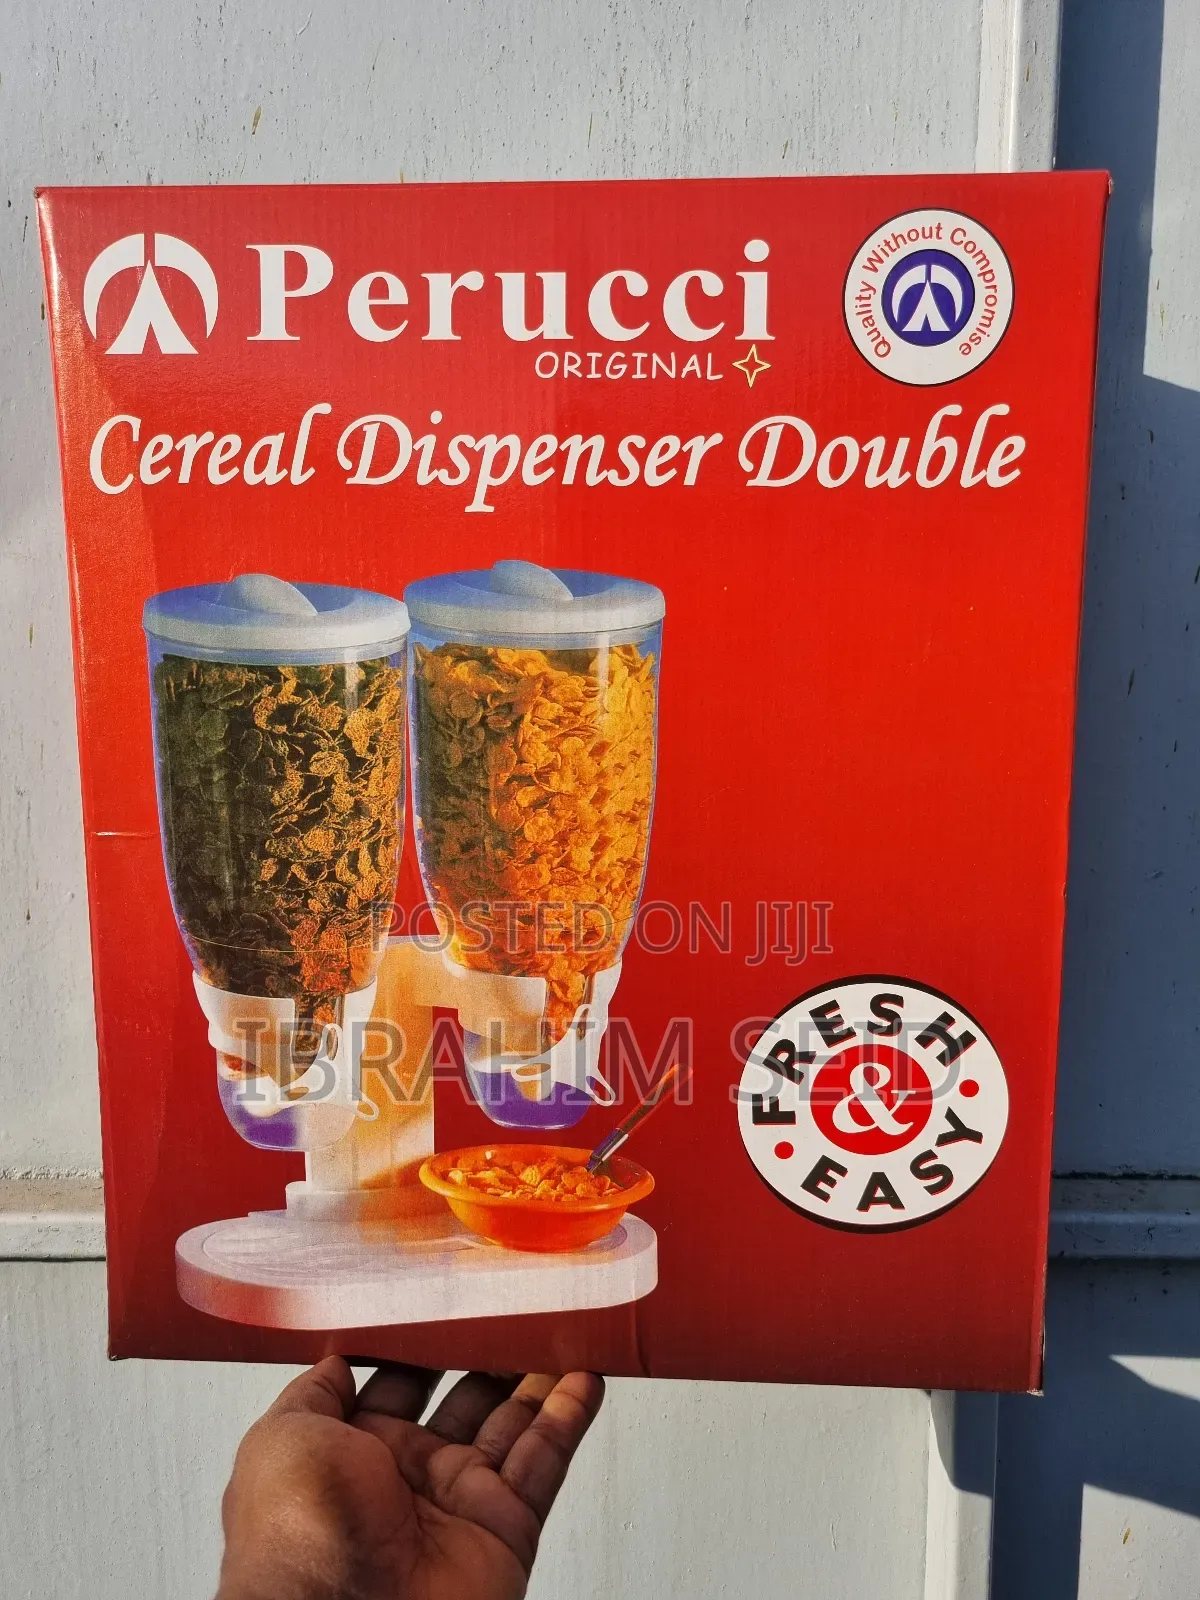 Perucci
ORIGINAL
Quality Without Compromise
Cereal Dispenser Double
POSTED ON JIJI
IBRAHIM SEID
FRESH
&
EASY